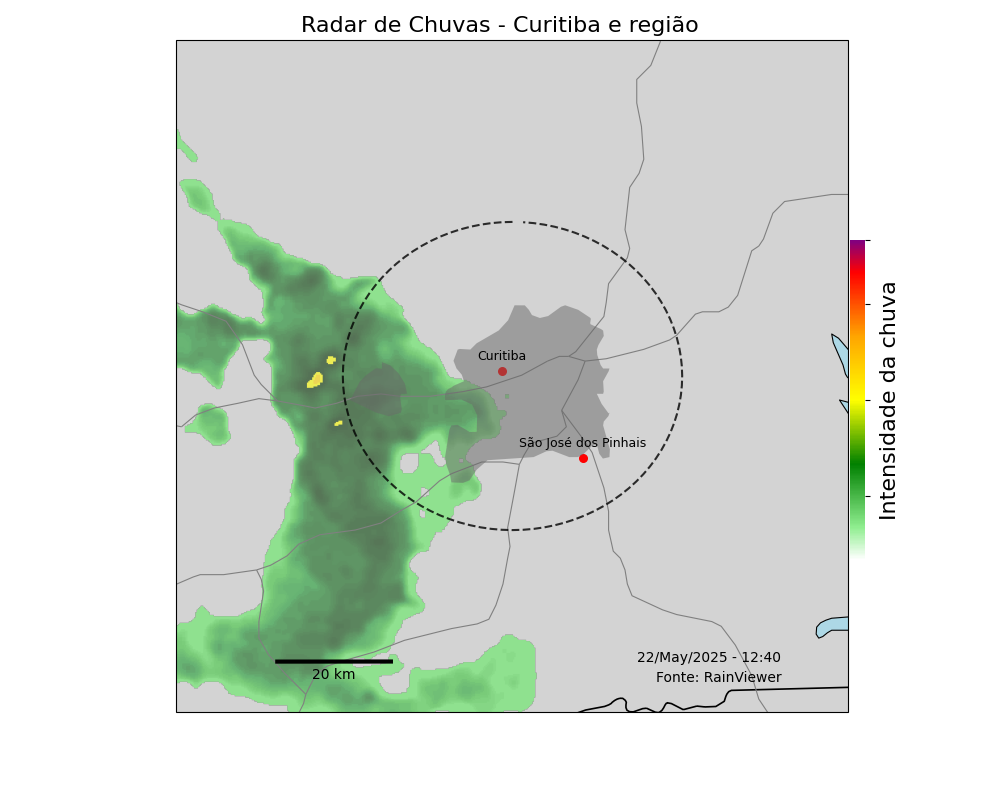 Radar de Chuvas - Curitiba e região
Curitiba
São José dos Pinhais
Intensidade da chuva
22/May/2025 - 12:40
Fonte: RainViewer
20 km